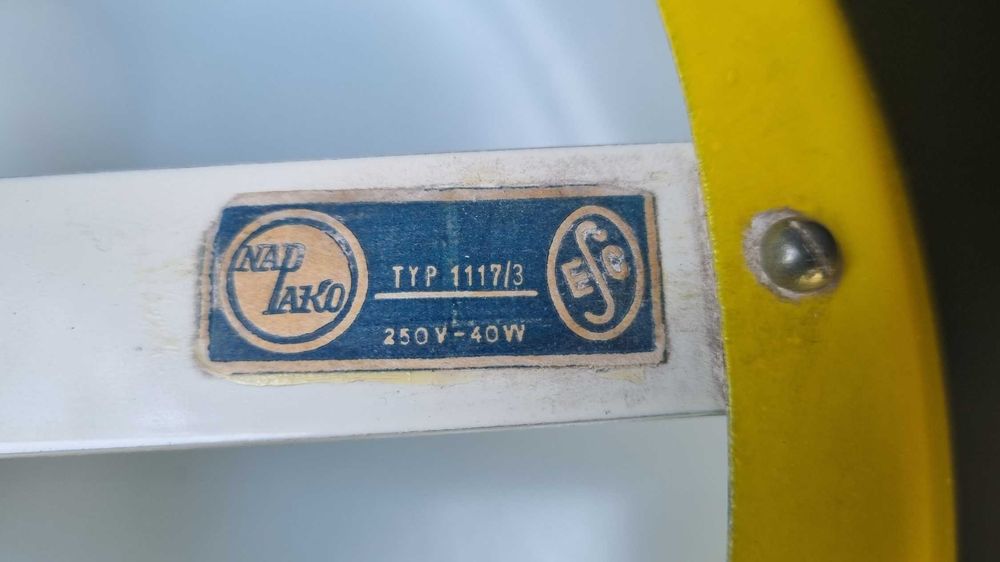 NAPAKO
TYP 1117/3
250V-40W
ESČ